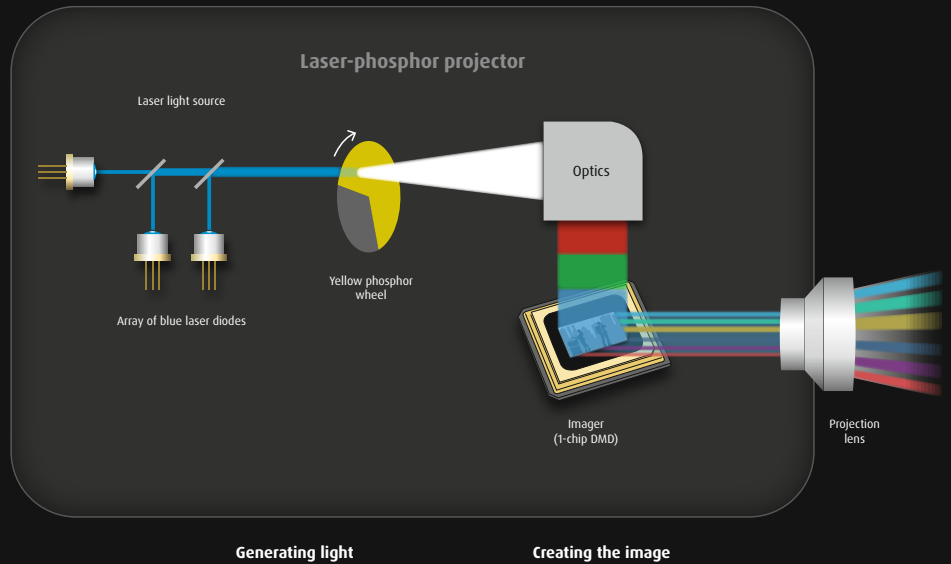 Laser-phosphor projector
Laser light source
Optics
Yellow phosphor
wheel
Array of blue laser diodes
Imager
(1-chip DMD)
Projection
lens
Generating light
Creating the image